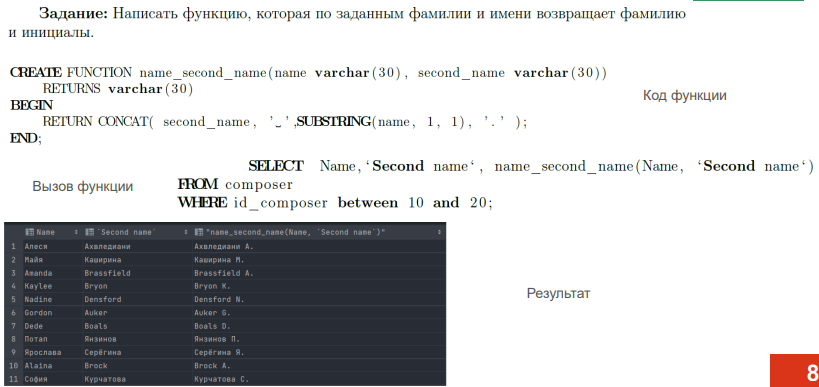 Задание: Написать функцию, которая по заданным фамилии и имени возвращает фамилию
и инициалы.
CREATE FUNCTION name_second_name(name varchar(30), second_name varchar(30))
RETURNS varchar(30)
BEGIN
RETURN CONCAT( second_name, '␣',SUBSTRING(name, 1, 1), '.' );
END;
Код функции
SELECT Name,‘Second name‘, name_second_name(Name, ‘Second name‘)
FROM composer
WHERE id_composer between 10 and 20;
Вызов функции
Name `Second name` "name_second_name(Name, `Second name`)"
1 Алеся Ахвледиани Ахвледиани А.
2 Майя Каширина Каширина М.
3 Amanda Brassfield Brassfield A.
4 Kaylee Bryon Bryon K.
5 Nadine Densford Densford N.
6 Gordon Auker Auker G.
7 Dede Boals Boals D.
8 Потап Янзинов Янзинов П.
9 Ярослава Серёгина Серёгина Я.
10 Alaina Brock Brock A.
11 София Курчатова Курчатова С.
Результат
8